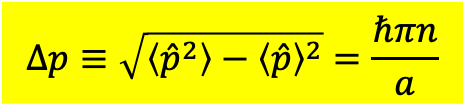 Δp ≡ √⟨p̂²⟩ − ⟨p̂⟩² = ħπn/a